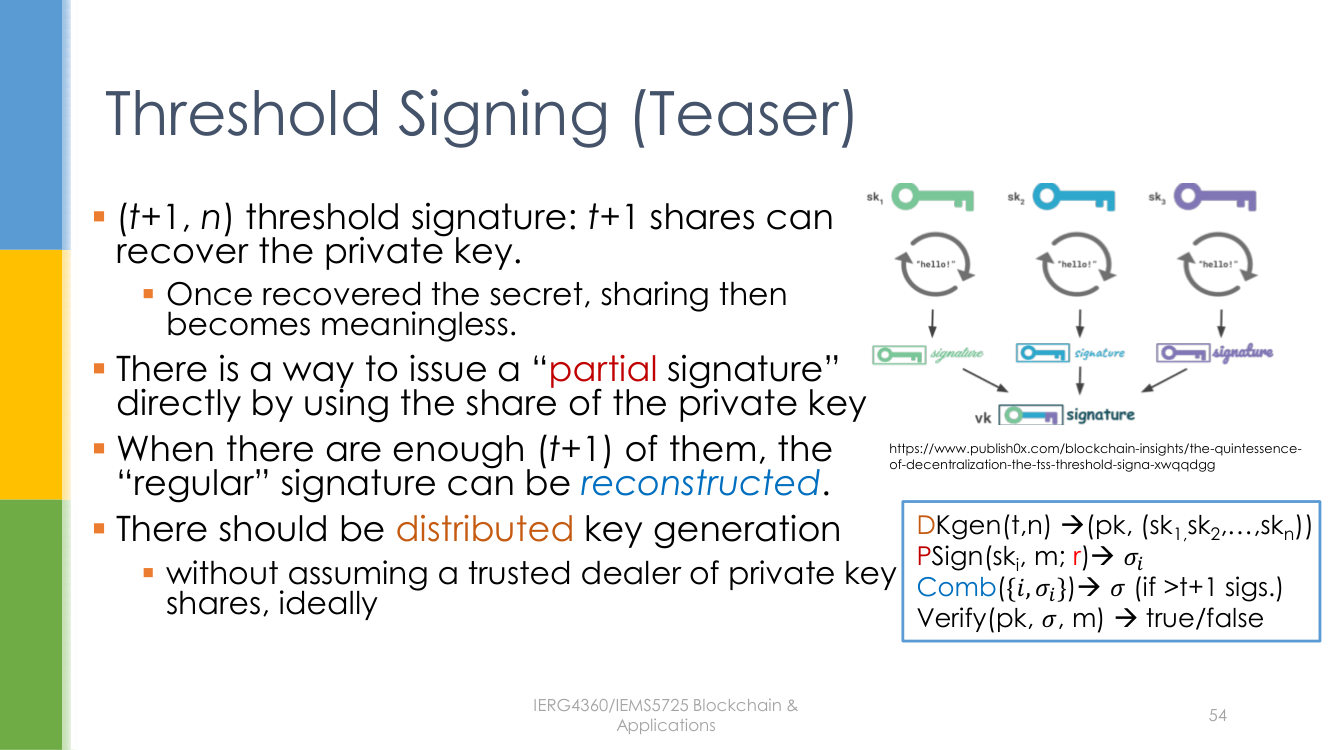 Threshold Signing (Teaser)
▪ (t+1, n) threshold signature: t+1 shares can
recover the private key.
▪ Once recovered the secret, sharing then
becomes meaningless.
▪ There is a way to issue a “partial signature”
directly by using the share of the private key
▪ When there are enough (t+1) of them, the
“regular” signature can be reconstructed.
▪ There should be distributed key generation
▪ without assuming a trusted dealer of private key
shares, ideally
sk₁ sk₂ sk₃
"hello!" "hello!" "hello!"
signature signature signature
vk signature
https://www.publish0x.com/blockchain-insights/the-quintessence-
of-decentralization-the-tss-threshold-signa-xwqqdgg
DKgen(t,n) →(pk, (sk₁,sk₂,…,skₙ))
PSign(skᵢ, m; r)→ 𝜎ᵢ
Comb({𝑖, 𝜎ᵢ})→ 𝜎 (if >t+1 sigs.)
Verify(pk, 𝜎, m) → true/false
IERG4360/IEMS5725 Blockchain &
Applications
54